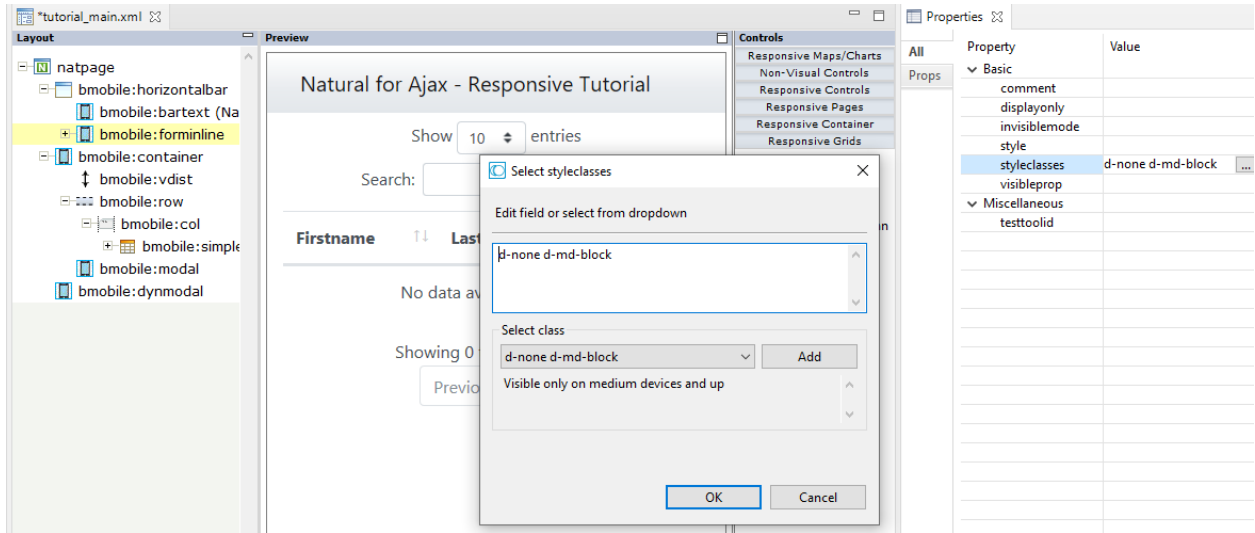 *tutorial_main.xml
Layout
natpage
bmobile:horizontalbar
bmobile:bartext (Na
bmobile:forminline
bmobile:container
bmobile:vdist
bmobile:row
bmobile:col
bmobile:simple
bmobile:modal
bmobile:dynmodal
Preview
Natural for Ajax - Responsive Tutorial
Show 10 entries
Search:
Firstname Las
No data av
Showing 0
Previo
Controls
Responsive Maps/Charts
Non-Visual Controls
Responsive Controls
Responsive Pages
Responsive Container
Responsive Grids
Select styleclasses
Edit field or select from dropdown
d-none d-md-block
Select class
d-none d-md-block Add
Visible only on medium devices and up
OK Cancel
Properties
All
Props
Property Value
Basic
comment
displayonly
invisiblemode
style
styleclasses d-none d-md-block ...
visibleprop
Miscellaneous
testtoolid